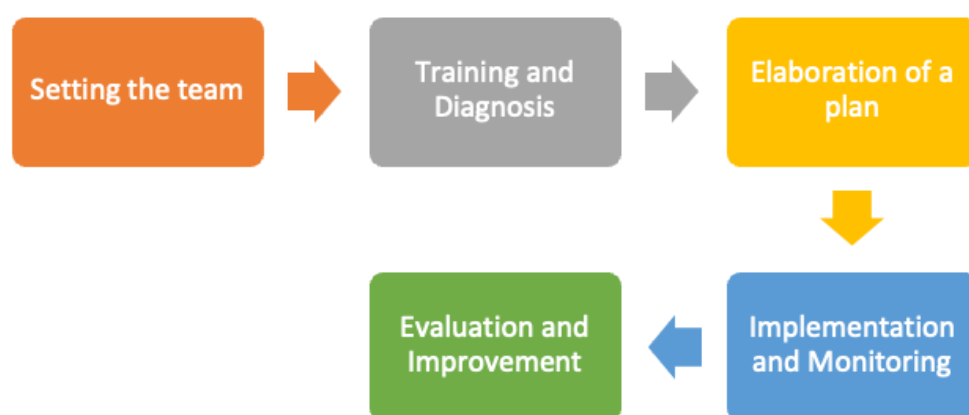 Setting the team
Training and
Diagnosis
Elaboration of a
plan
Implementation
and Monitoring
Evaluation and
Improvement